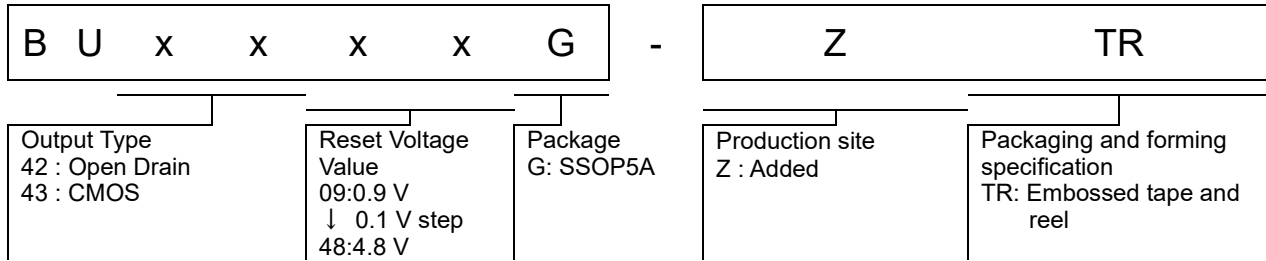 B U x x x x G - Z TR
Output Type
42 : Open Drain
43 : CMOS
Reset Voltage
Value
09:0.9 V
↓ 0.1 V step
48:4.8 V
Package
G: SSOP5A
Production site
Z : Added
Packaging and forming
specification
TR: Embossed tape and
reel